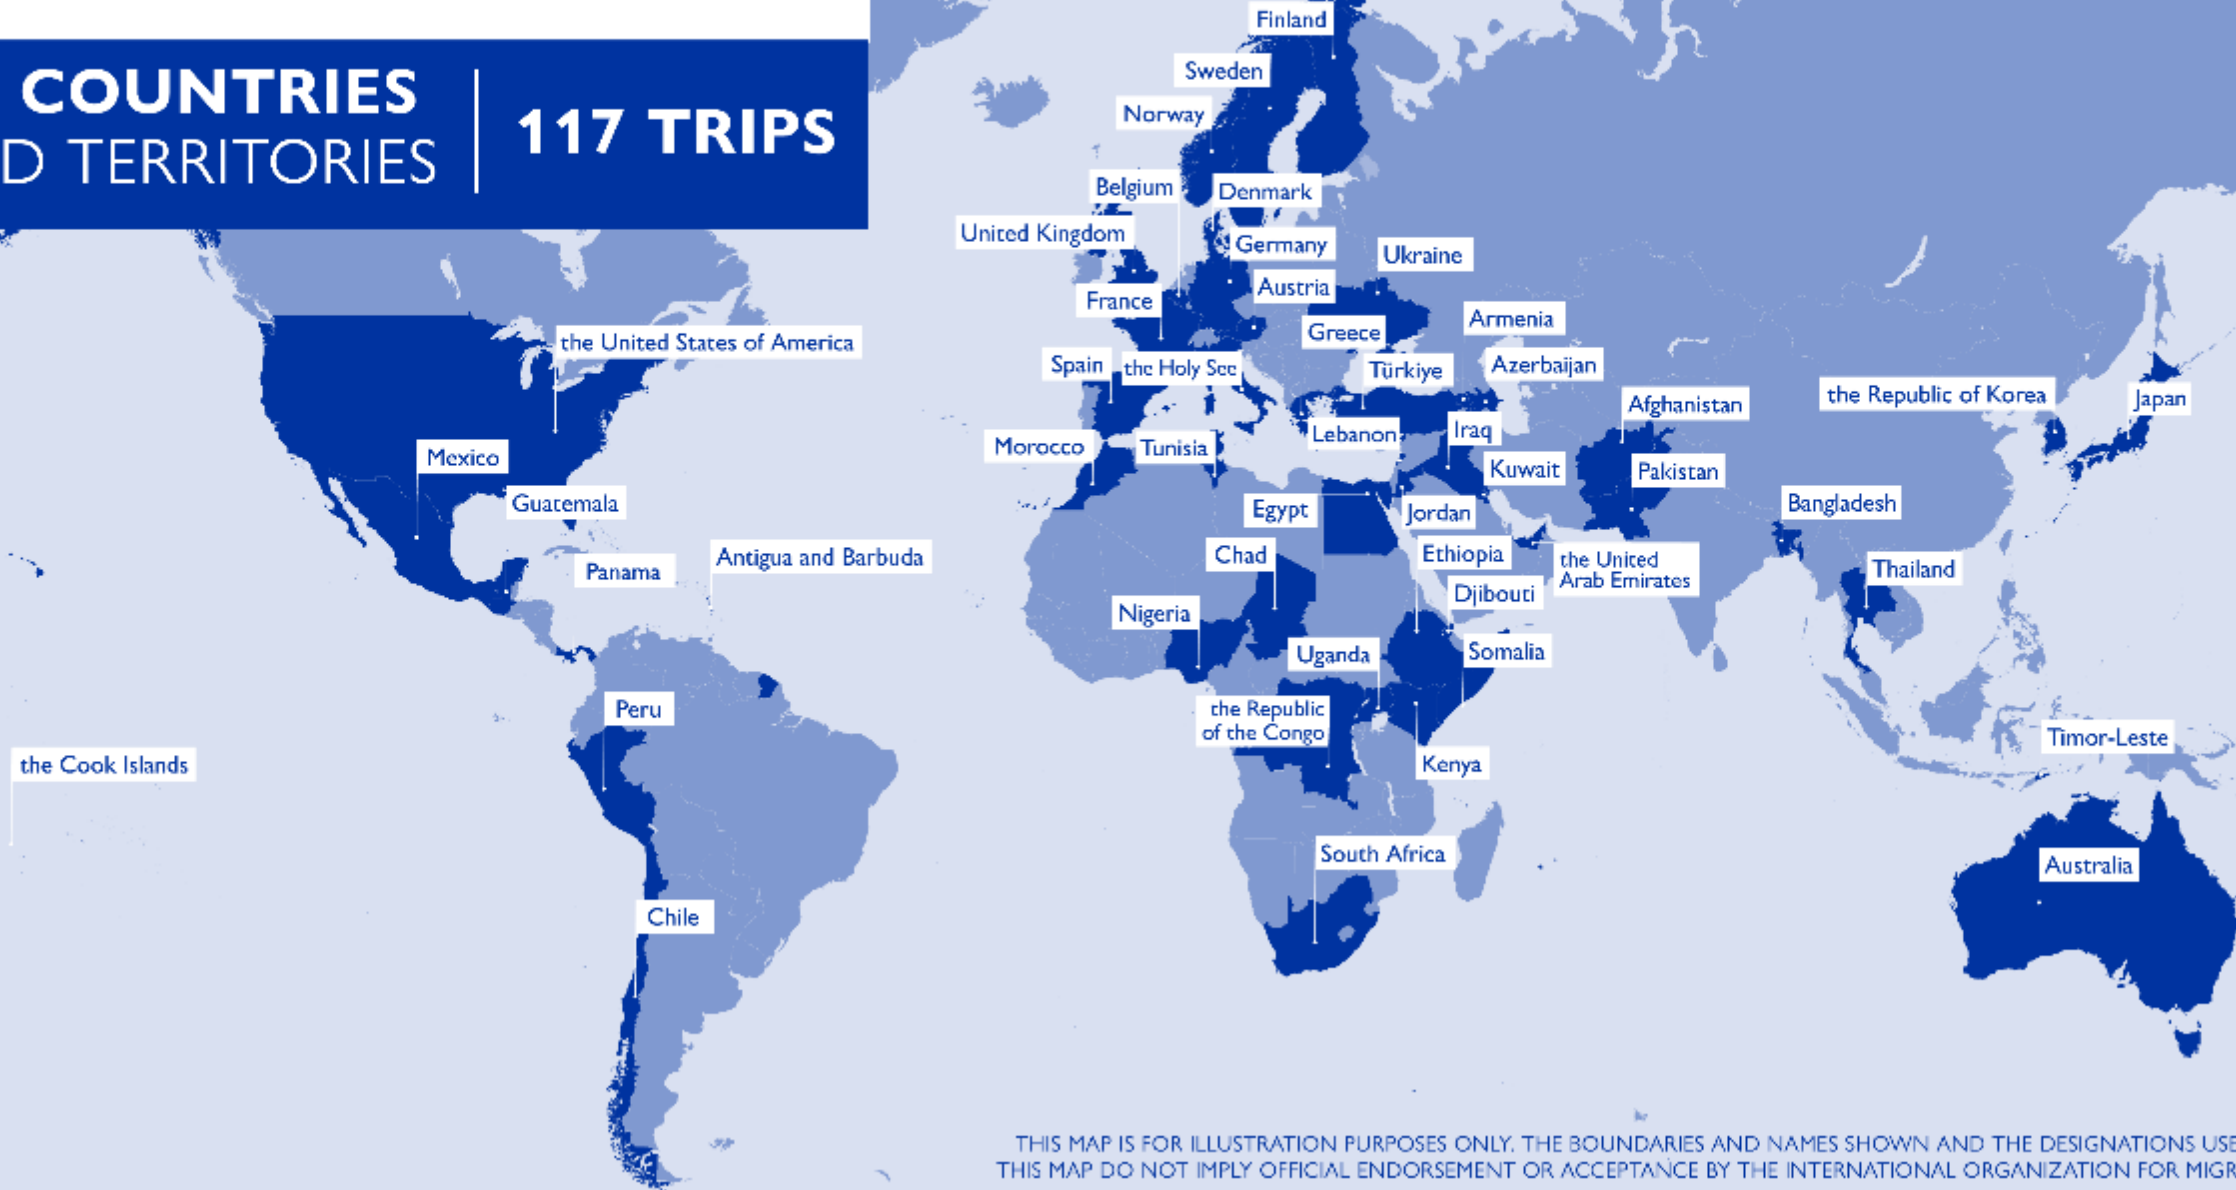 COUNTRIES
D TERRITORIES
117 TRIPS
Finland
Sweden
Norway
Belgium
Denmark
United Kingdom
Germany
Ukraine
France
Austria
Greece
Armenia
the United States of America
Spain
the Holy See
Türkiye
Azerbaijan
Afghanistan
the Republic of Korea
Japan
Morocco
Tunisia
Lebanon
Iraq
Mexico
Kuwait
Pakistan
Guatemala
Egypt
Jordan
Bangladesh
Panama
Antigua and Barbuda
Chad
Ethiopia
the United
Arab Emirates
Thailand
Nigeria
Djibouti
Uganda
Somalia
Peru
the Republic
of the Congo
Timor-Leste
the Cook Islands
Kenya
South Africa
Australia
Chile
THIS MAP IS FOR ILLUSTRATION PURPOSES ONLY. THE BOUNDARIES AND NAMES SHOWN AND THE DESIGNATIONS USE
THIS MAP DO NOT IMPLY OFFICIAL ENDORSEMENT OR ACCEPTANCE BY THE INTERNATIONAL ORGANIZATION FOR MIGR